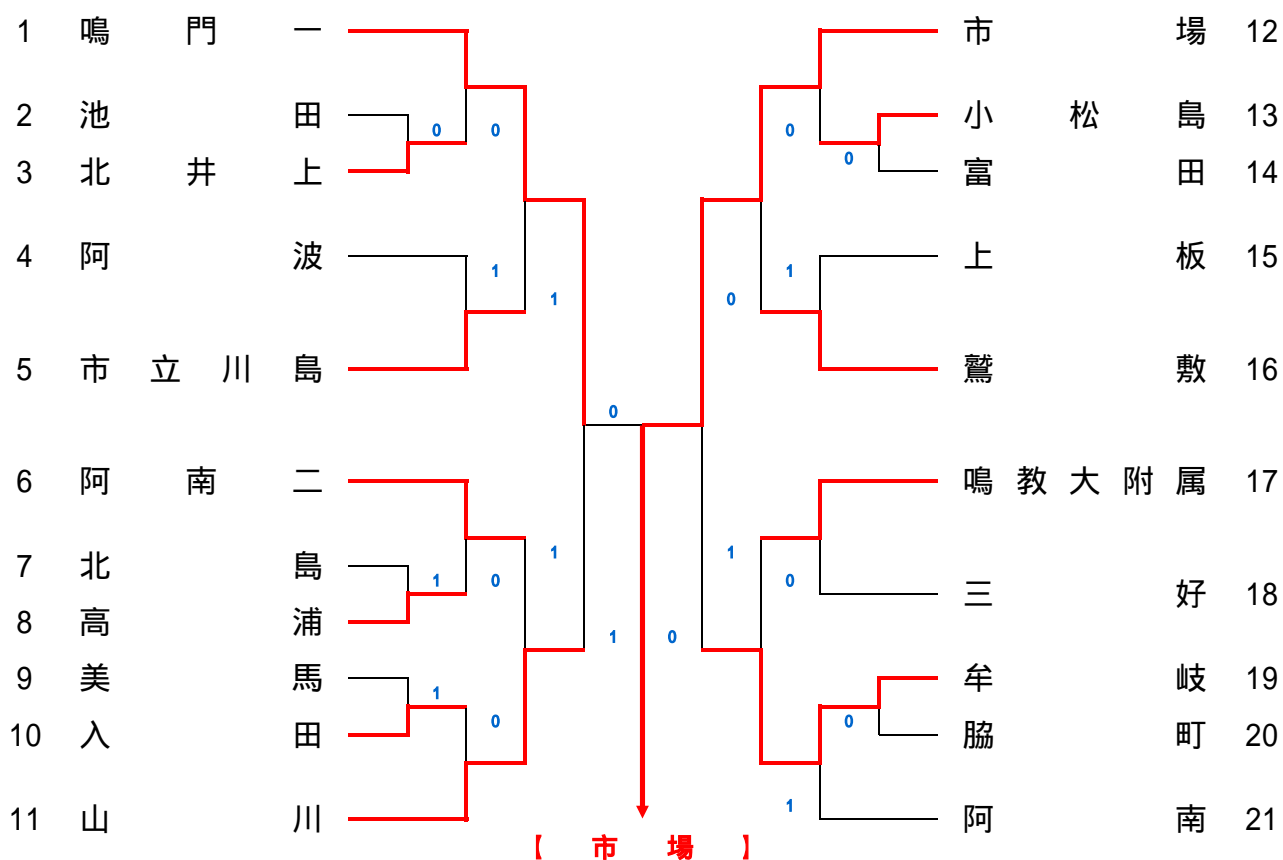 1 鳴門一
市場 12
2 池田
0
0
0
小松島 13
3 北井上
0
富田 14
4 阿波
1
1
上板 15
1
0
5 市立川島
鷲敷 16
0
6 阿南二
鳴教大附属 17
7 北島
1
0
1
1
0
8 高浦
三好 18
1
0
9 美馬
1
牟岐 19
10 入田
0
0
脇町 20
11 山川
1
阿南 21
【 市場 】